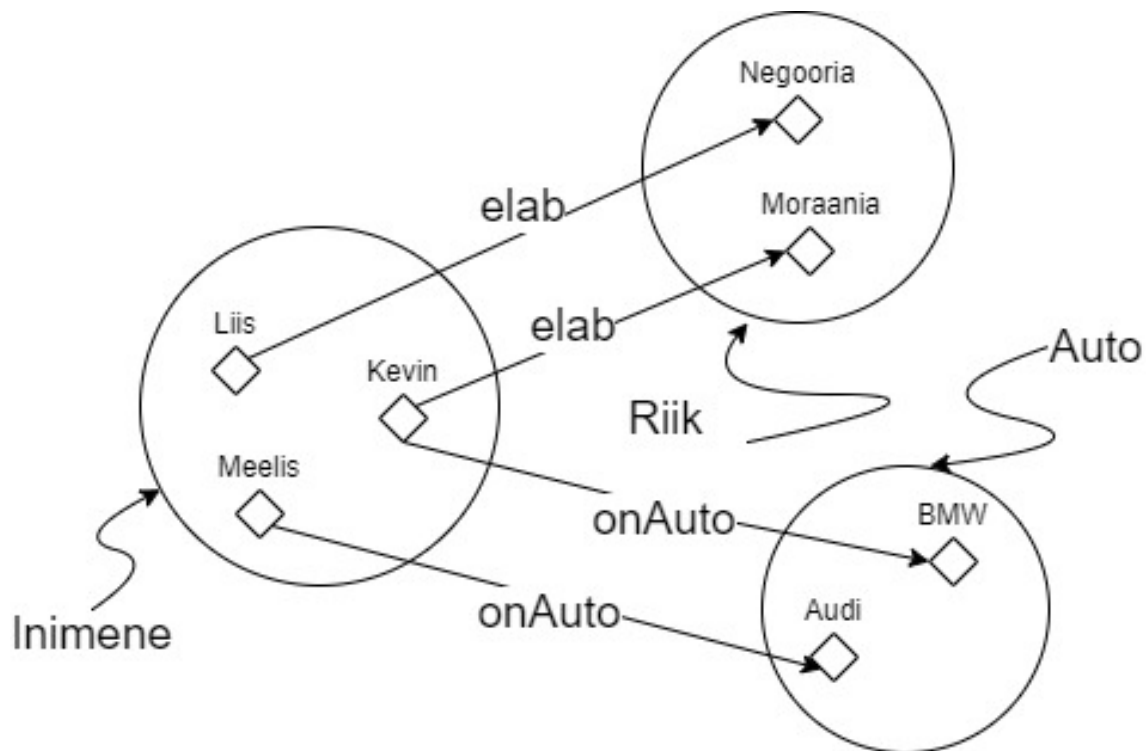 Negooria
Moraania
elab
elab
Liis
Kevin
Meelis
Auto
Riik
onAuto
BMW
onAuto
Audi
Inimene